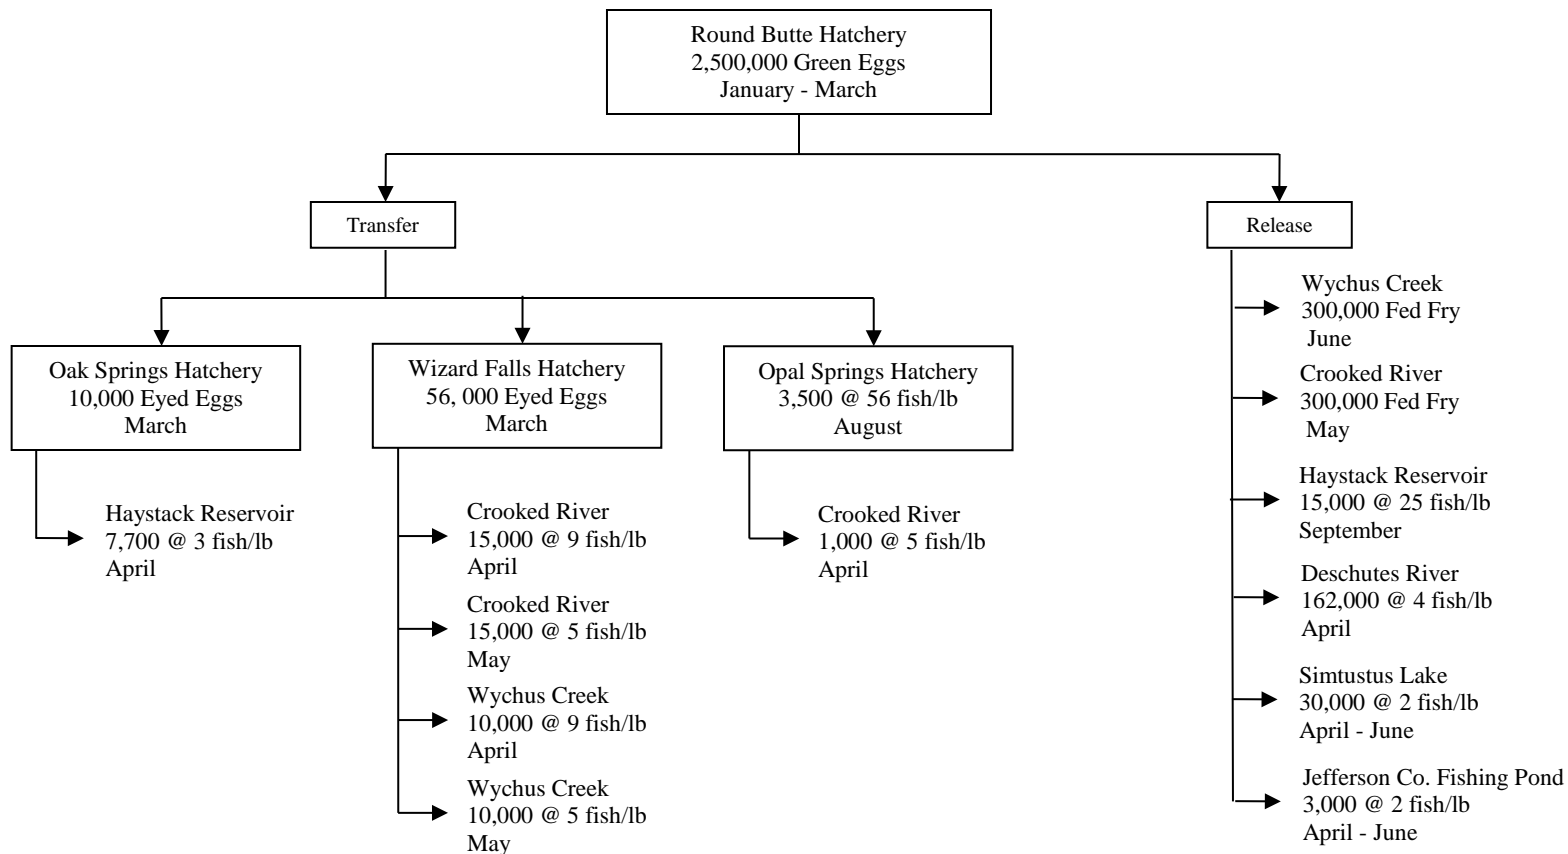 Round Butte Hatchery
2,500,000 Green Eggs
January - March
Transfer
Release
Oak Springs Hatchery
10,000 Eyed Eggs
March
Wizard Falls Hatchery
56, 000 Eyed Eggs
March
Opal Springs Hatchery
3,500 @ 56 fish/lb
August
Haystack Reservoir
7,700 @ 3 fish/lb
April
Crooked River
15,000 @ 9 fish/lb
April
Crooked River
15,000 @ 5 fish/lb
May
Wychus Creek
10,000 @ 9 fish/lb
April
Wychus Creek
10,000 @ 5 fish/lb
May
Crooked River
1,000 @ 5 fish/lb
April
Wychus Creek
300,000 Fed Fry
June
Crooked River
300,000 Fed Fry
May
Haystack Reservoir
15,000 @ 25 fish/lb
September
Deschutes River
162,000 @ 4 fish/lb
April
Simtustus Lake
30,000 @ 2 fish/lb
April - June
Jefferson Co. Fishing Pond
3,000 @ 2 fish/lb
April - June